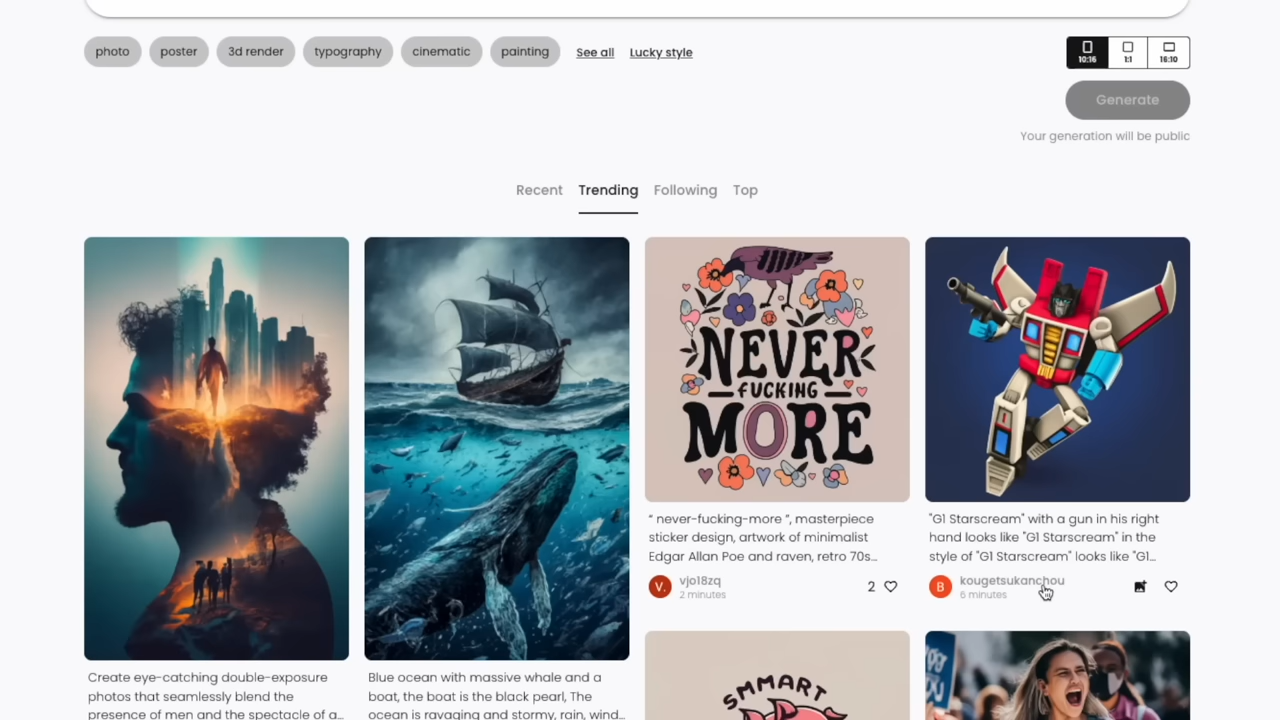 photo poster 3d render typography cinematic painting See all Lucky style
10:16 1:1 16:10
Generate
Your generation will be public
Recent Trending Following Top
NEVER
FUCKING
MORE
“ never-fucking-more “, masterpiece
sticker design, artwork of minimalist
Edgar Allan Poe and raven, retro 70s...
V. vjo18zq
2 minutes
2
"G1 Starscream" with a gun in his right
hand looks like "G1 Starscream" in the
style of "G1 Starscream" looks like "G1...
B kougetsukanchou
6 minutes
SMMART
Create eye-catching double-exposure
photos that seamlessly blend the
presence of men and the spectacle of a...
Blue ocean with massive whale and a
boat, the boat is the black pearl, The
ocean is ravaging and stormy, rain, wind...